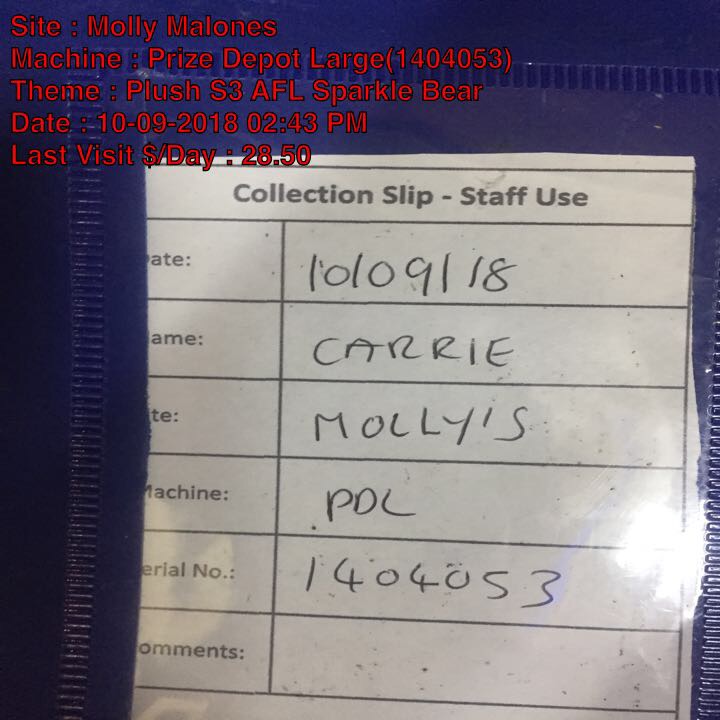 Site : Molly Malones
Machine : Prize Depot Large(1404053)
Theme : Plush S3 AFL Sparkle Bear
Date : 10-09-2018 02:43 PM
Last Visit $/Day : 28.50
Collection Slip - Staff Use
ate: 10/09/18
ame: CARRIE
te: MOLLY'S
achine: PDL
erial No.: 1404053
omments: